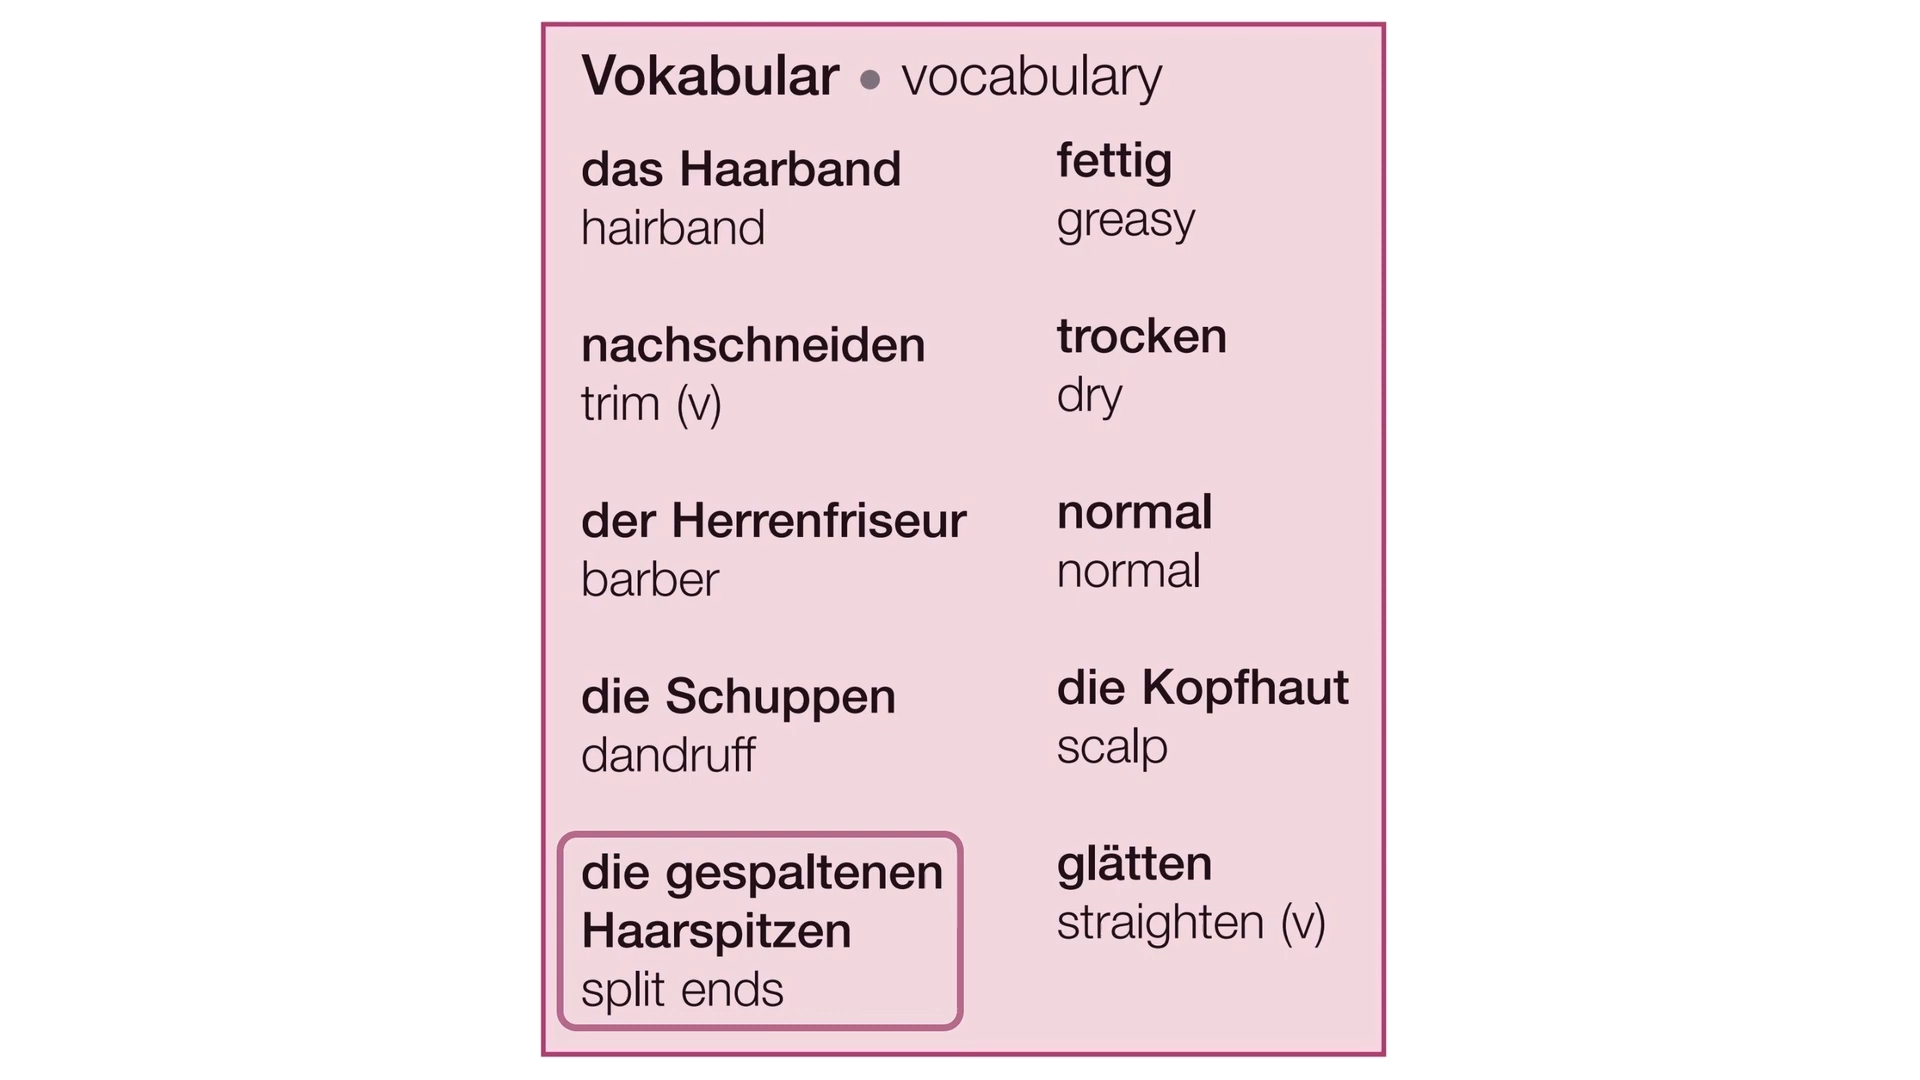 Vokabular • vocabulary
das Haarband
hairband
nachschneiden
trim (v)
der Herrenfriseur
barber
die Schuppen
dandruff
die gespaltenen
Haarspitzen
split ends
fettig
greasy
trocken
dry
normal
normal
die Kopfhaut
scalp
glätten
straighten (v)